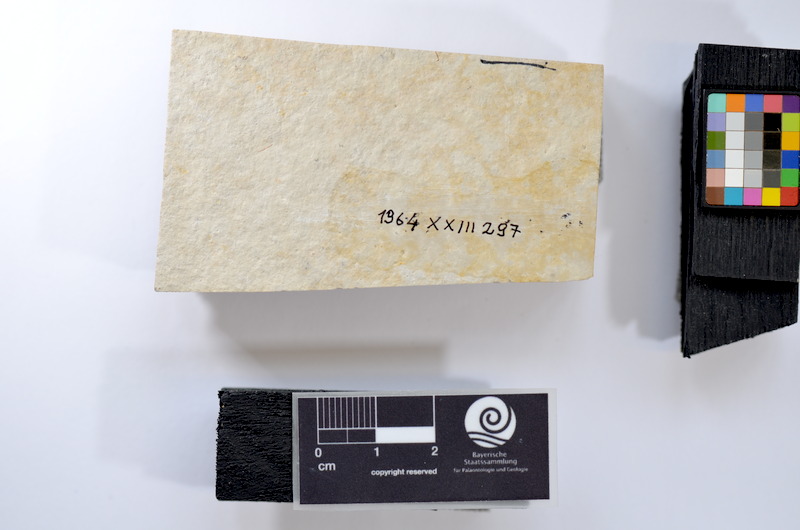 1964 XXIII 297
0 1 2
cm
copyright reserved
Bayerische
Staatssammlung
für Paläontologie und Geologie